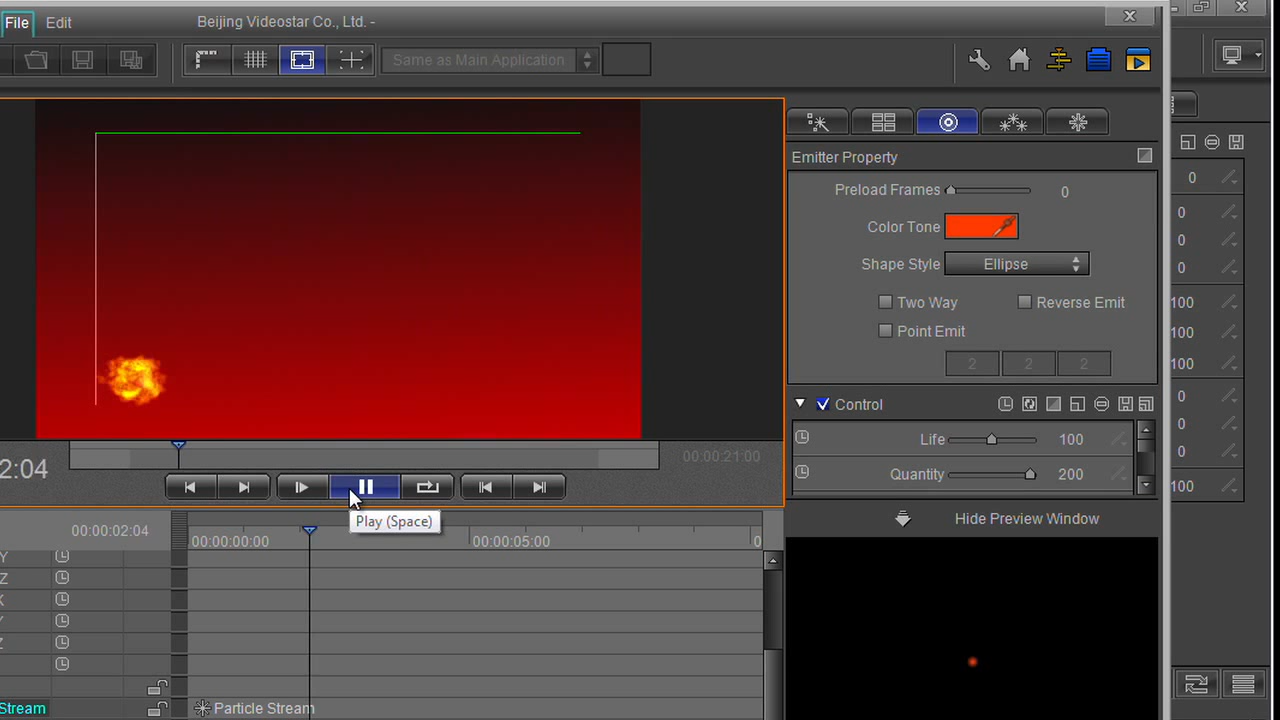 File Edit Beijing Videostar Co., Ltd. -
Same as Main Application
Emitter Property
Preload Frames 0
Color Tone
Shape Style Ellipse
Two Way Reverse Emit
Point Emit
2 2 2
Control
Life 100
Quantity 200
Hide Preview Window
2:04
00:00:21:00
Play (Space)
00:00:02:04 00:00:00:00 00:00:05:00 0
Y
Z
X
Y
Z
Stream Particle Stream
0
0
0
0
100
100
100
0
0
0
100